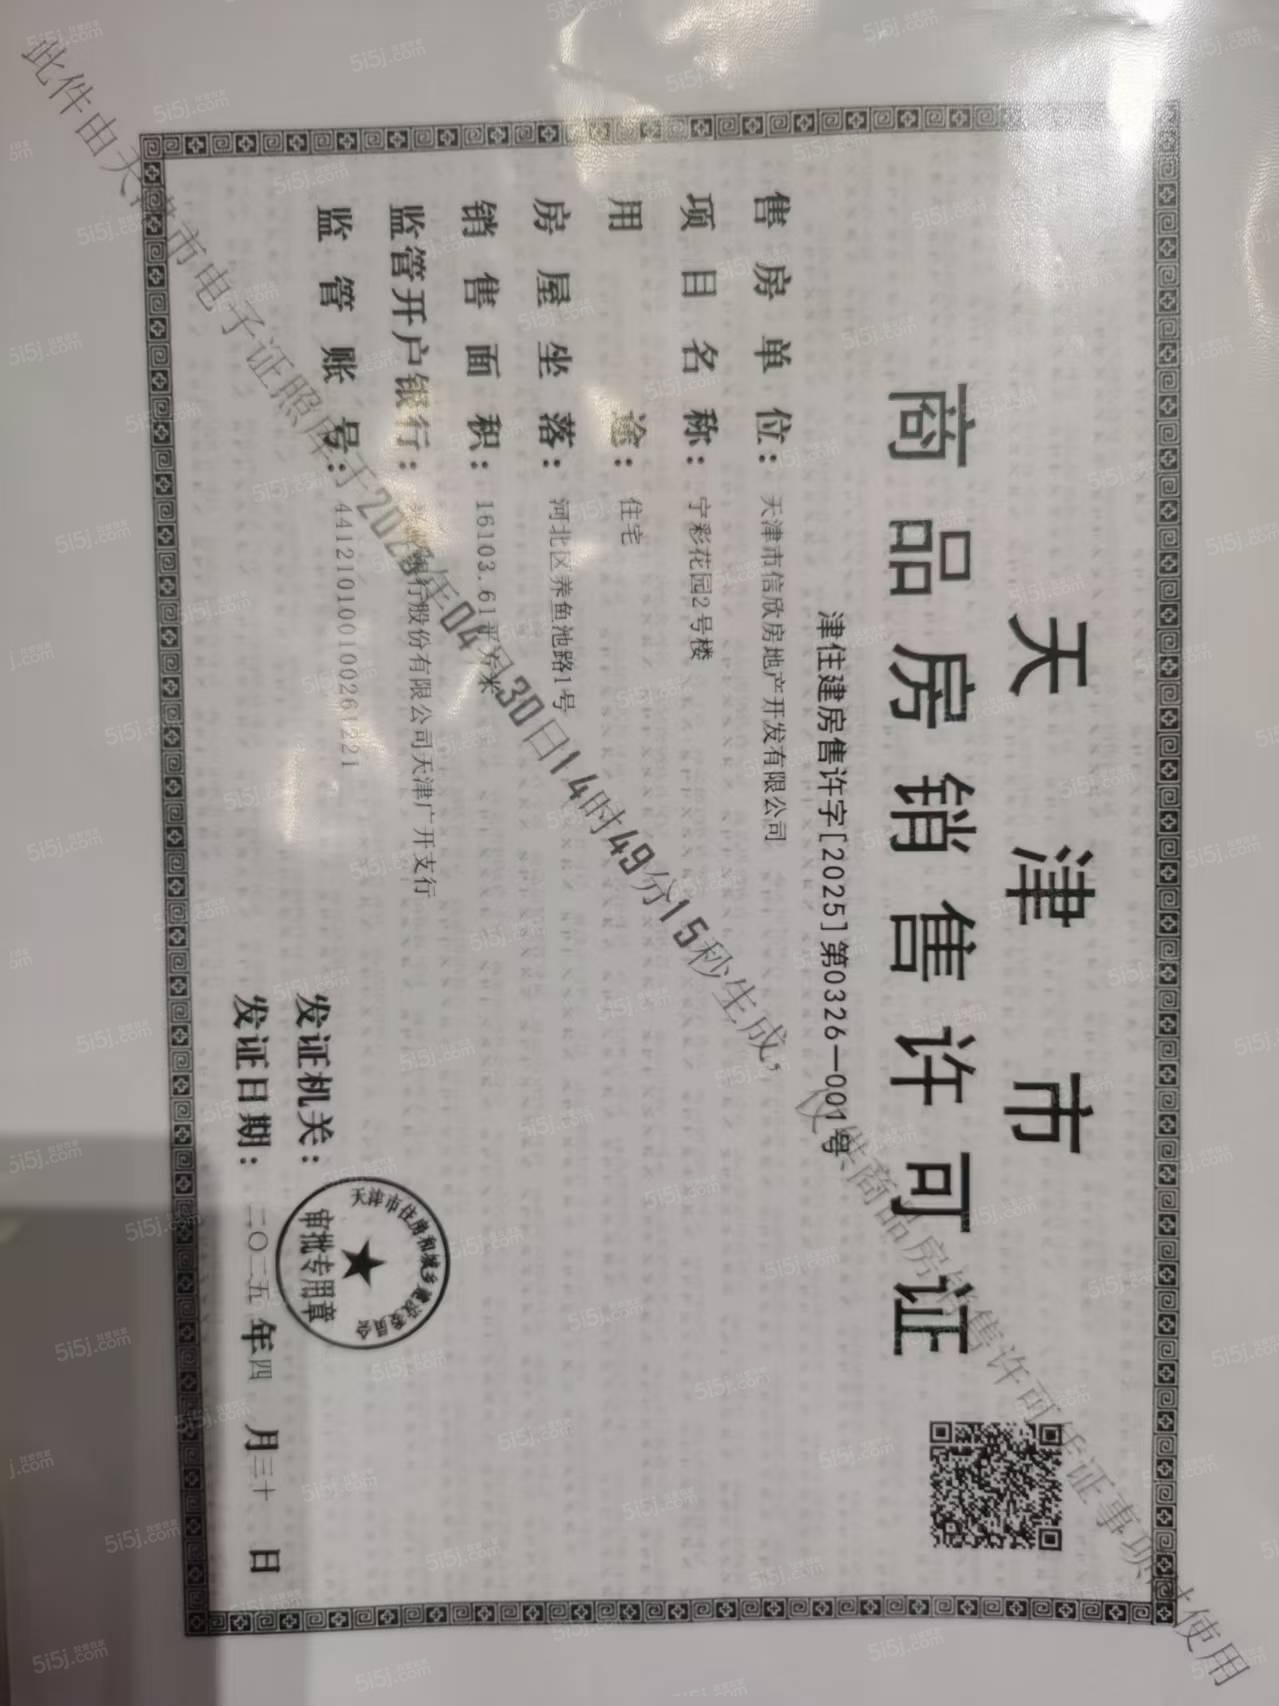 天津市
商品房销售许可证
津住建房售许字[2025]第0326—001号
售房单位：天津市信欣房地产开发有限公司
项目名称：宁彩花园2号楼
用途：住宅
房屋坐落：河北区养鱼池路1号
销售面积：16103.61平方米
监管开户银行：银行股份有限公司天津广开支行
监管账号：441210100100261221
发证机关：
天津市住房和城乡建设委员会
审批专用章
发证日期：二〇二五年四月三十日
此件由天津市电子证照库于2025年04月30日14时49分15秒生成，仅供商品房销售许可凭证事项时使用
5i5j.com 我爱我家